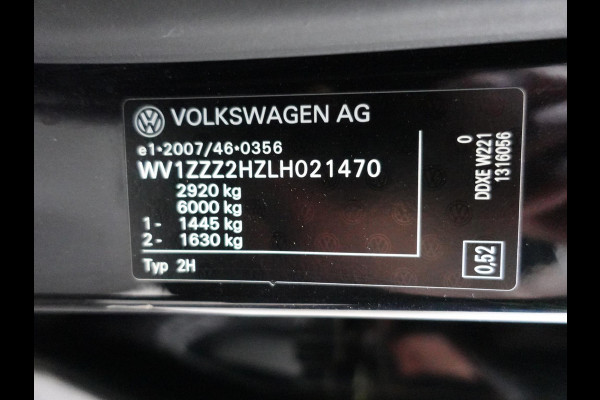 VOLKSWAGEN AG
e1*2007/46*0356
WV1ZZZ2HZLH021470
2920 kg
6000 kg
1- 1445 kg
2- 1630 kg
Typ 2H
0
DDXE W221
1316056
0,52